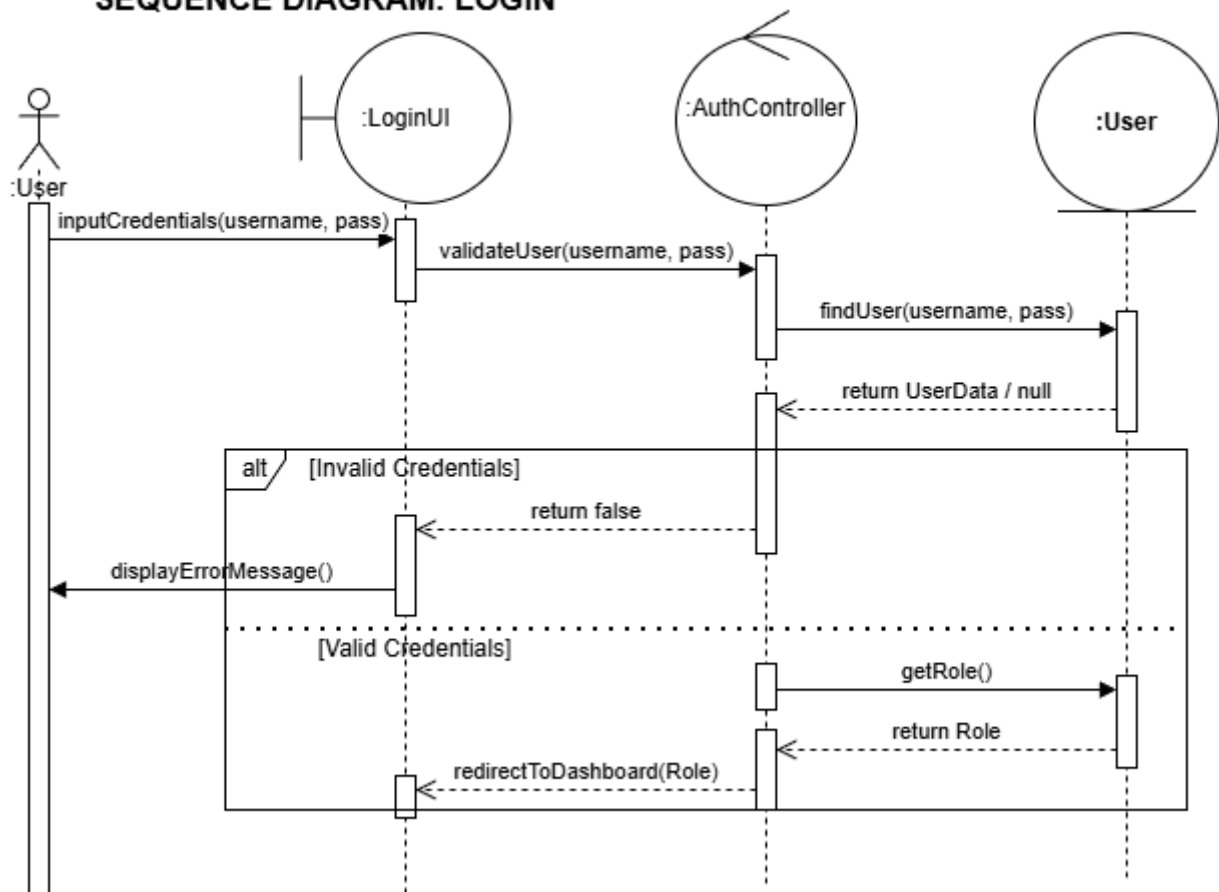 SEQUENCE DIAGRAM: LOGIN
:LoginUI
:AuthController
:User
:User
inputCredentials(username, pass)
validateUser(username, pass)
findUser(username, pass)
return UserData / null
alt
[Invalid Credentials]
return false
displayErrorMessage()
[Valid Credentials]
getRole()
return Role
redirectToDashboard(Role)